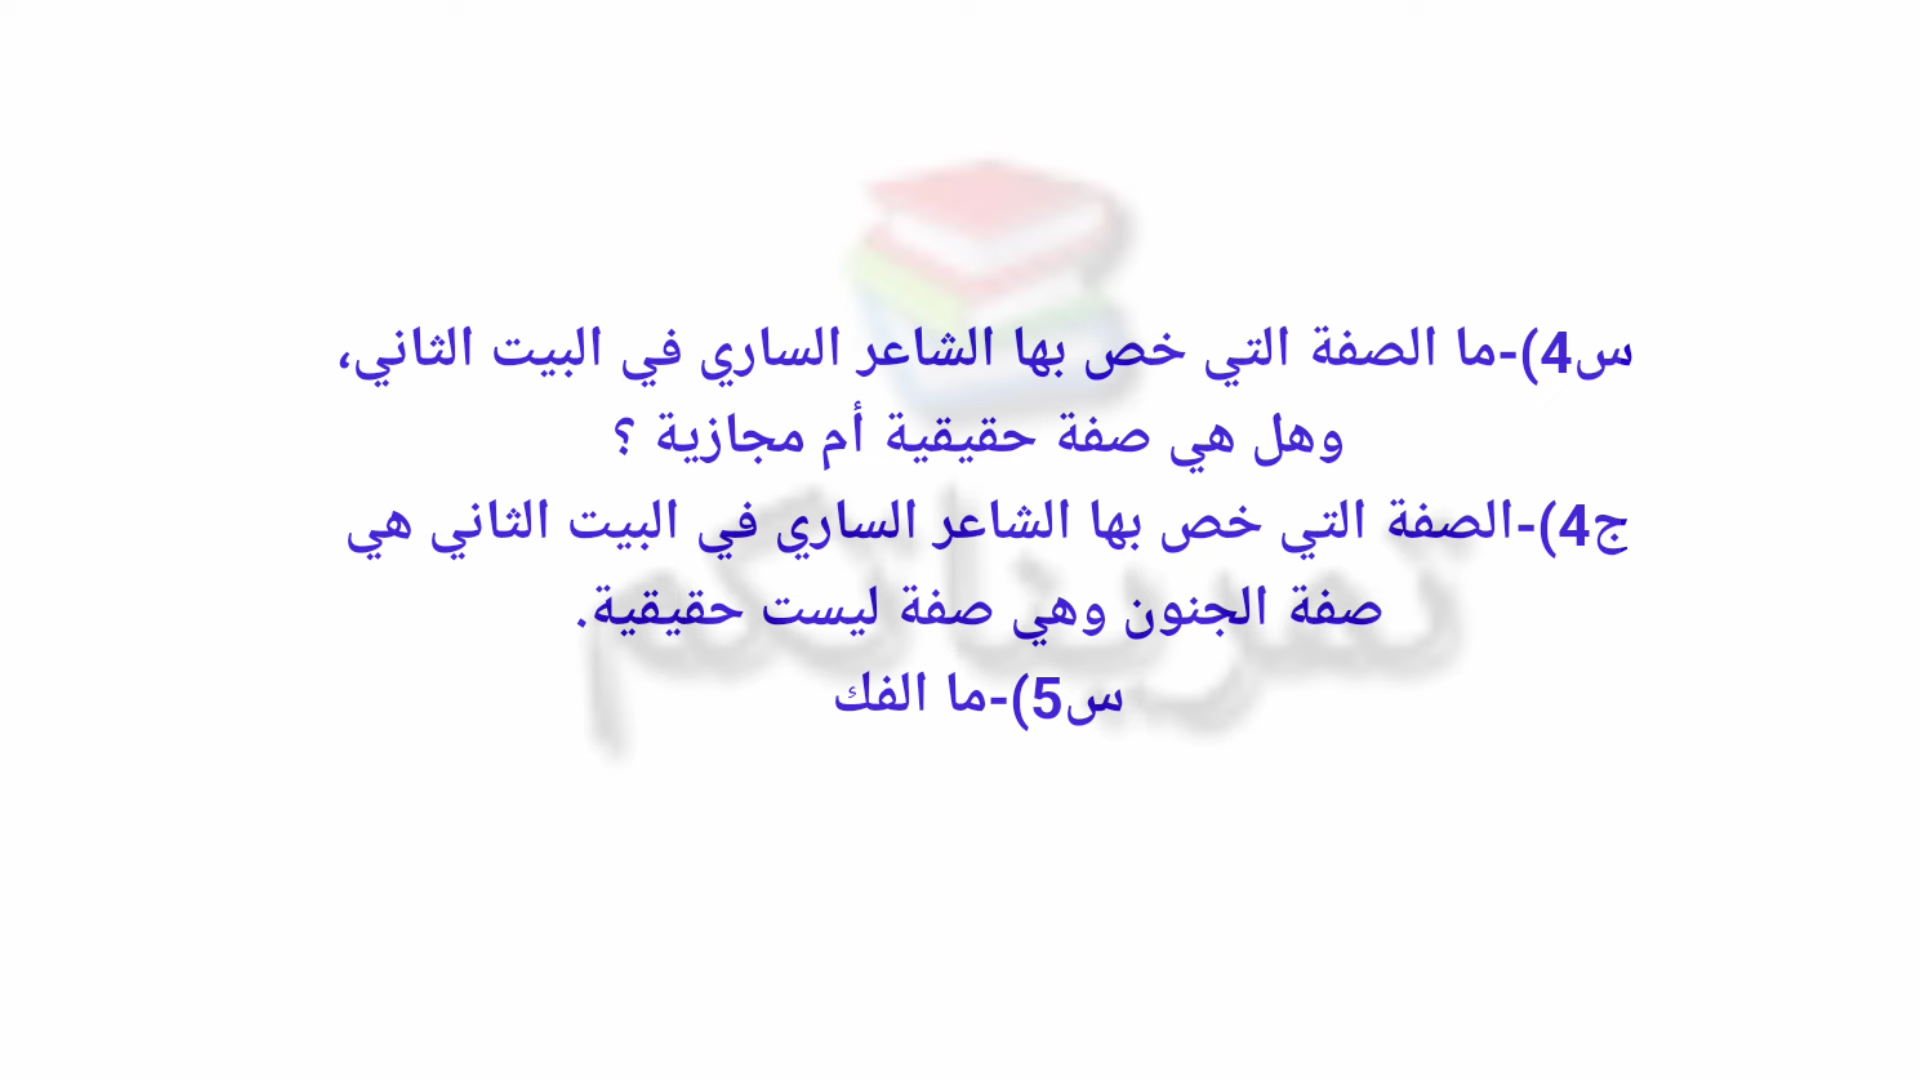 س4)-ما الصفة التي خص بها الشاعر الساري في البيت الثاني،
وهل هي صفة حقيقية أم مجازية ؟
ج4)-الصفة التي خص بها الشاعر الساري في البيت الثاني هي
صفة الجنون وهي صفة ليست حقيقية.
س5)-ما الفك
تمريناتكم